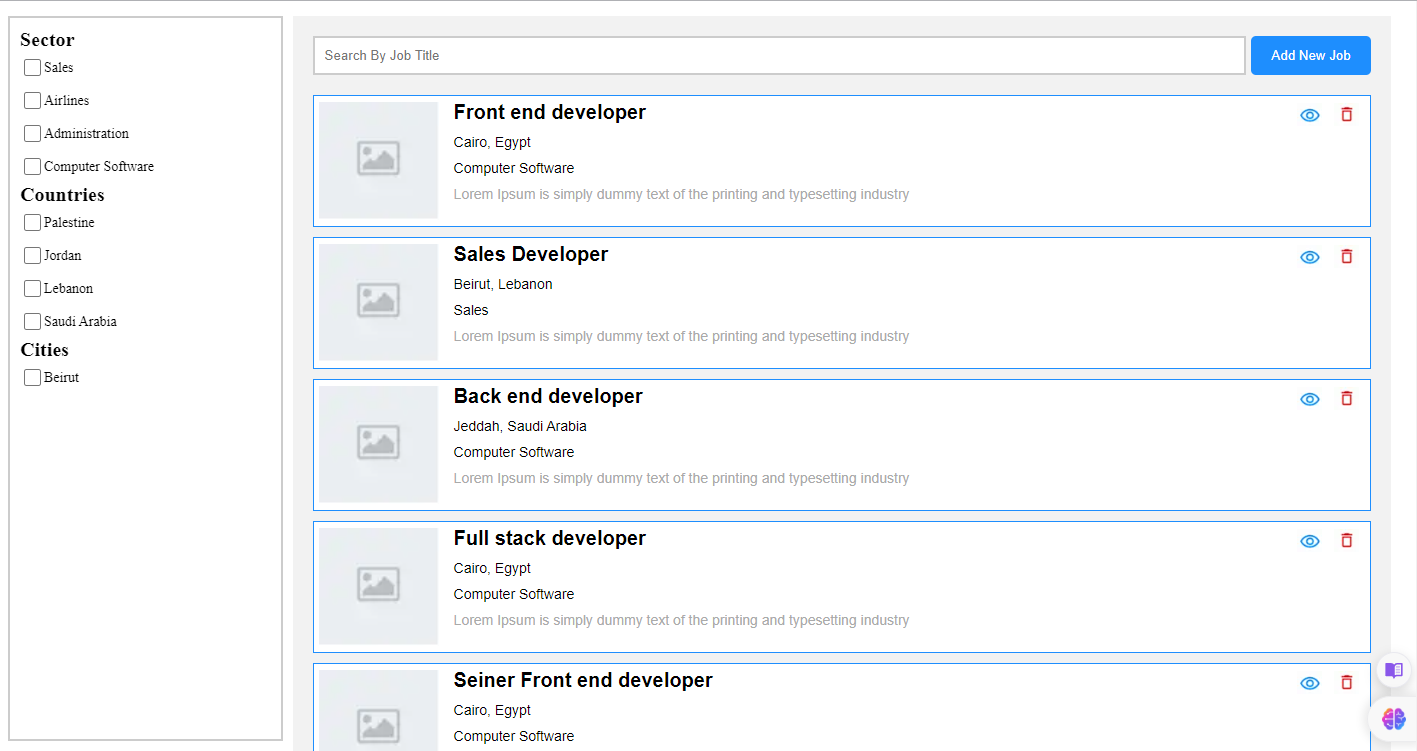 Sector
Sales
Airlines
Administration
Computer Software
Countries
Palestine
Jordan
Lebanon
Saudi Arabia
Cities
Beirut
Search By Job Title
Add New Job
Front end developer
Cairo, Egypt
Computer Software
Lorem Ipsum is simply dummy text of the printing and typesetting industry
Sales Developer
Beirut, Lebanon
Sales
Lorem Ipsum is simply dummy text of the printing and typesetting industry
Back end developer
Jeddah, Saudi Arabia
Computer Software
Lorem Ipsum is simply dummy text of the printing and typesetting industry
Full stack developer
Cairo, Egypt
Computer Software
Lorem Ipsum is simply dummy text of the printing and typesetting industry
Seiner Front end developer
Cairo, Egypt
Computer Software